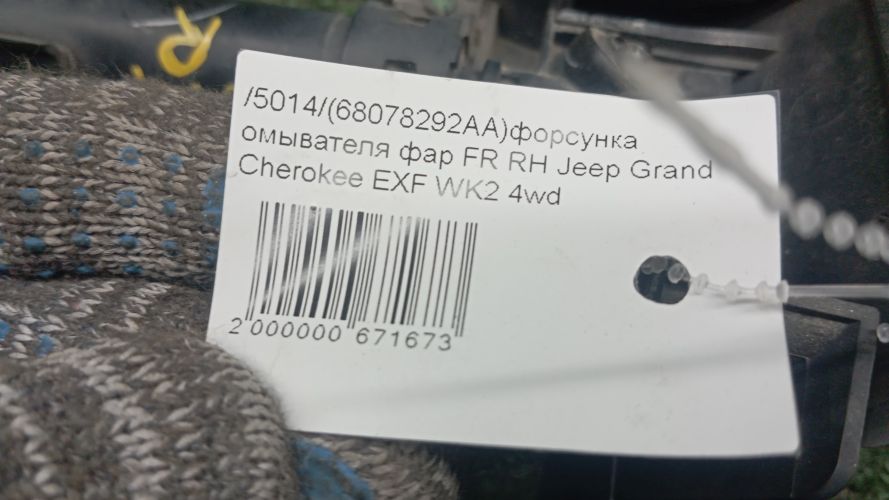 /5014/(68078292AA)форсунка
омывателя фар FR RH Jeep Grand
Cherokee EXF WK2 4wd
2 000000 671673